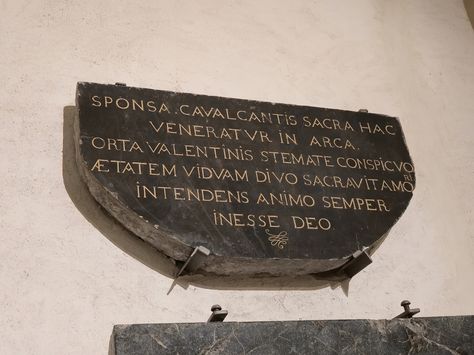 SPONSA . CAVALCANTIS SACRA HAC
VENERATVR IN ARCA.
ORTA VALENTINIS STEMATE CONSPICVO
ÆTATEM VIDVAM DIVO SACRAVIT AMORE
INTENDENS ANIMO SEMPER
INESSE DEO